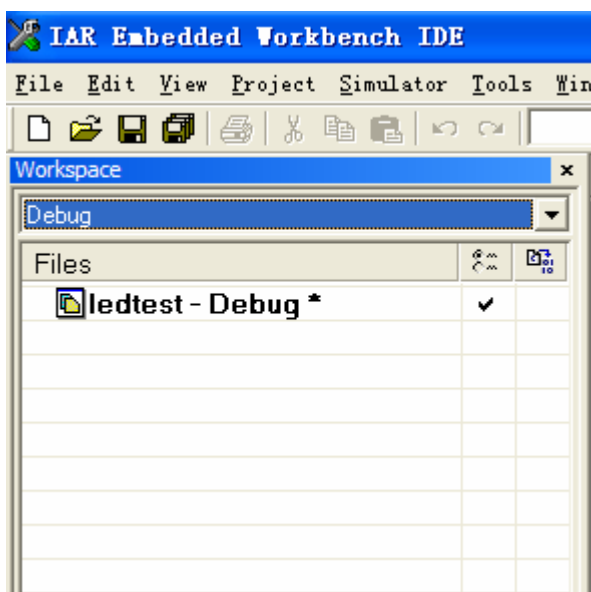 IAR Embedded Workbench IDE
File Edit View Project Simulator Tools Win
Workspace
Debug
Files
ledtest - Debug *